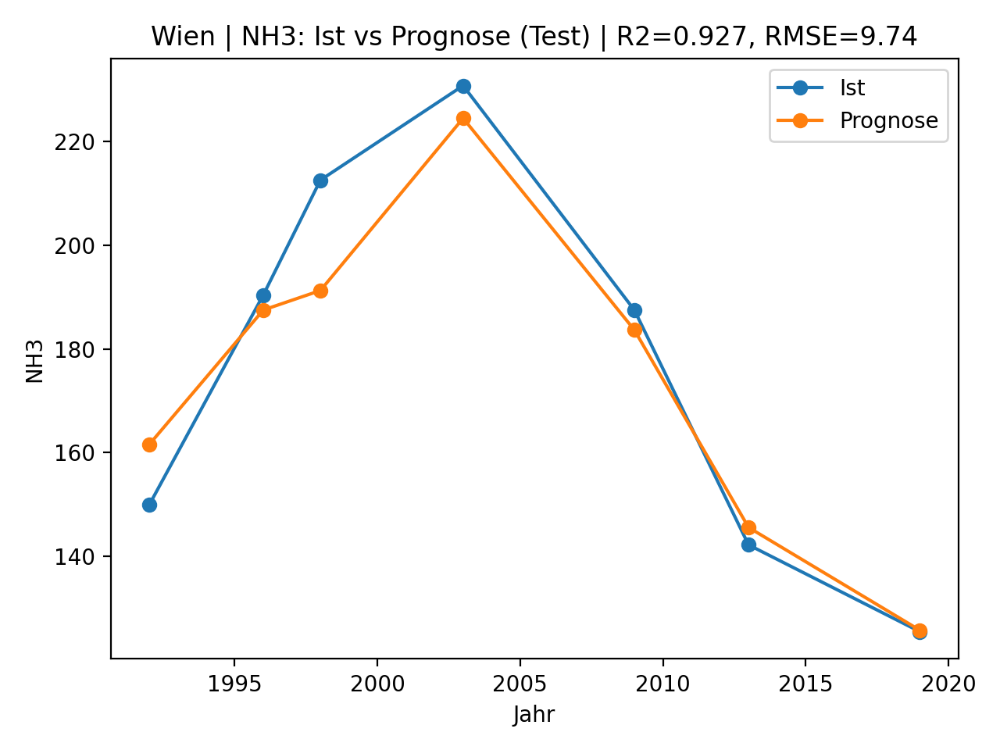 Wien | NH3: Ist vs Prognose (Test) | R2=0.927, RMSE=9.74
Ist
Prognose
220
200
180
160
140
NH3
1995 2000 2005 2010 2015 2020
Jahr